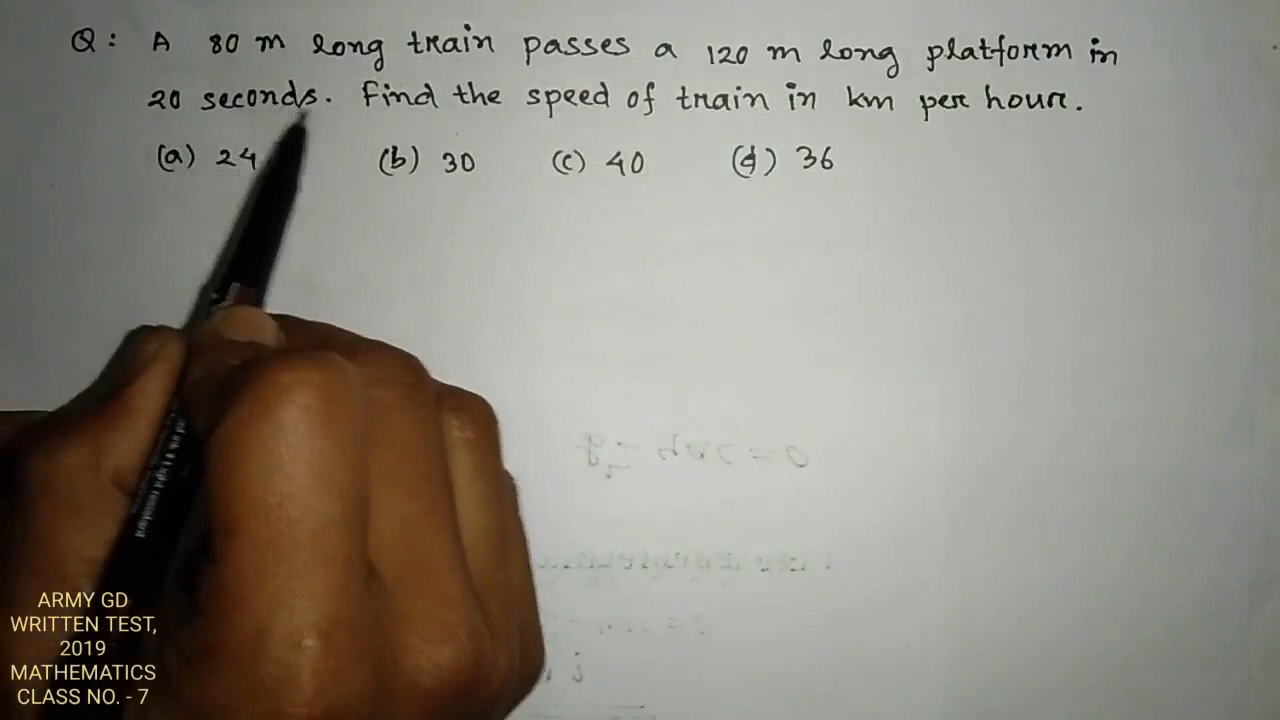 Q: A 80 m long train passes a 120 m long platform in
20 seconds. Find the speed of train in km per hour.
(a) 24 (b) 30 (c) 40 (d) 36
ARMY GD
WRITTEN TEST,
2019
MATHEMATICS
CLASS NO. - 7